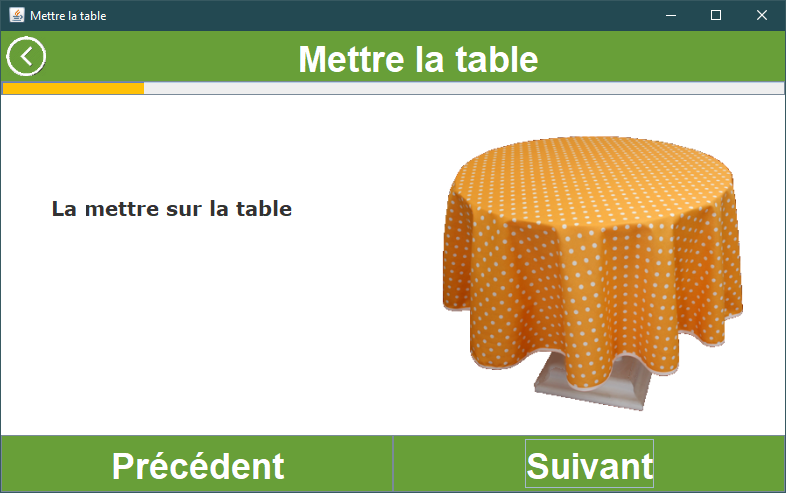 Mettre la table
Mettre la table
La mettre sur la table
Précédent
Suivant